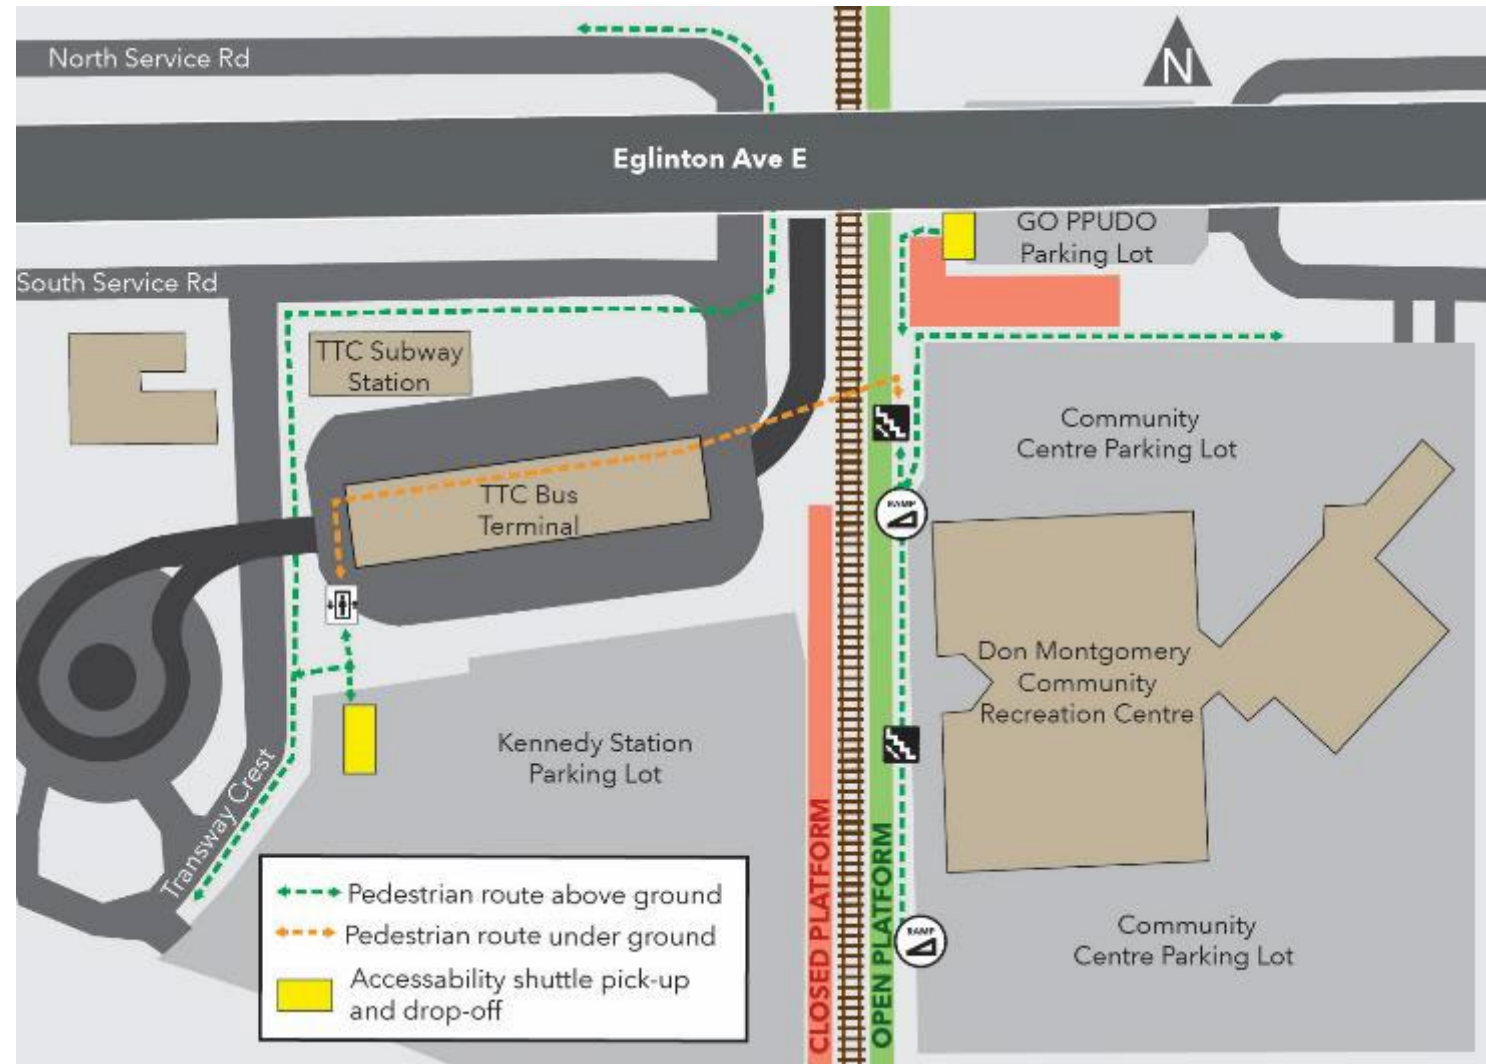 North Service Rd
N
Eglinton Ave E
GO PPUDO
Parking Lot
South Service Rd
TTC Subway
Station
Community
Centre Parking Lot
TTC Bus
Terminal
RAMP
Don Montgomery
Community
Recreation Centre
Kennedy Station
Parking Lot
Transway Crest
CLOSED PLATFORM
OPEN PLATFORM
RAMP
Community
Centre Parking Lot
Pedestrian route above ground
Pedestrian route under ground
Accessability shuttle pick-up
and drop-off